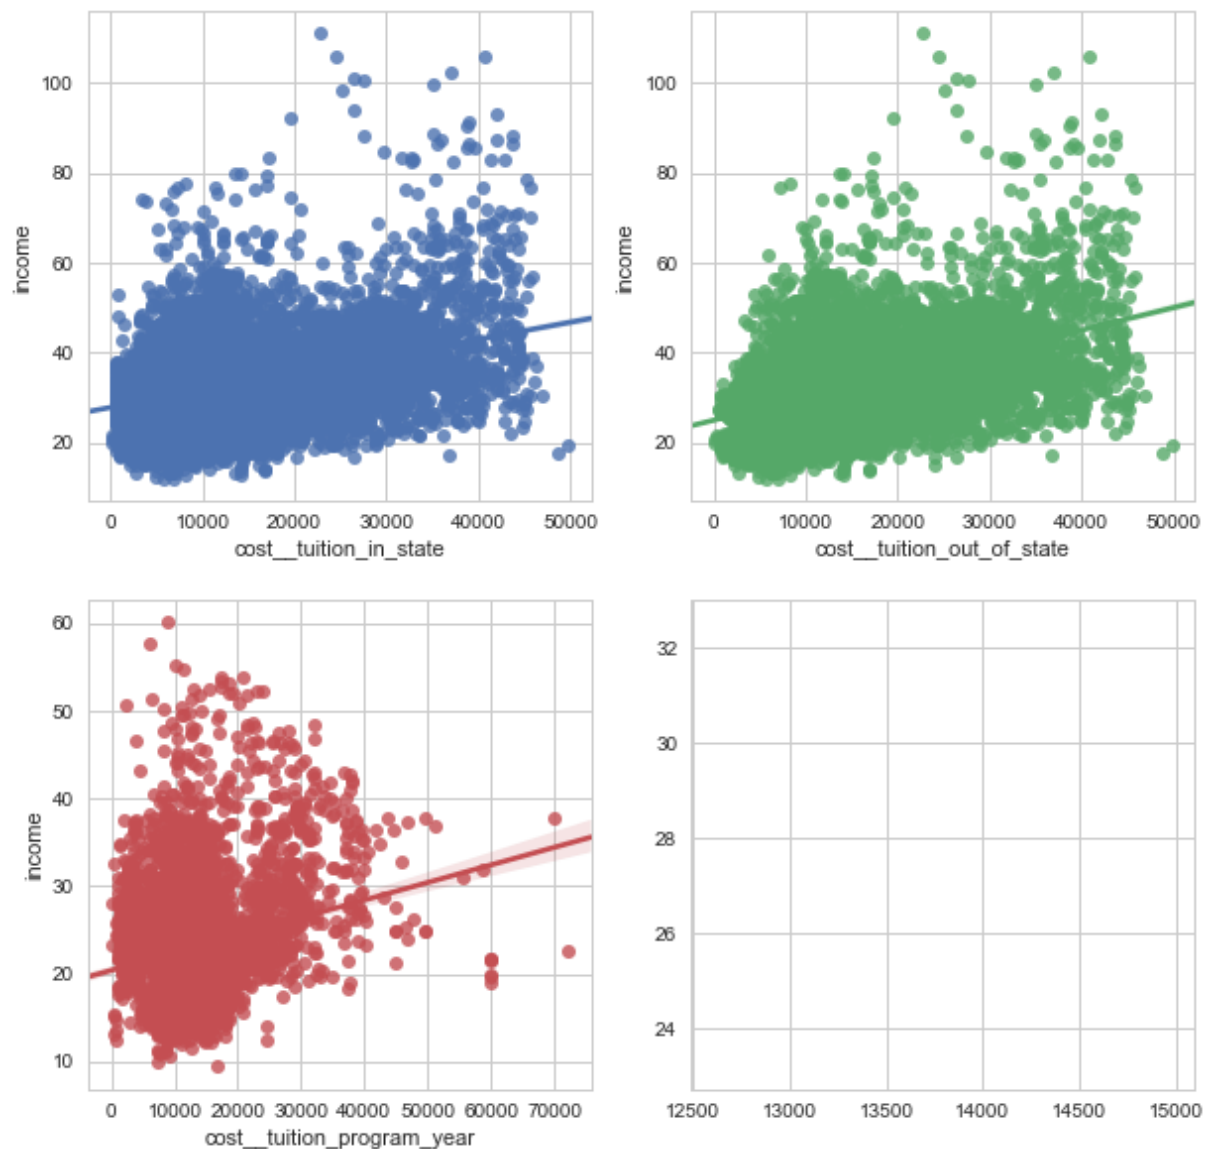 100
80
60
40
20
income
0 10000 20000 30000 40000 50000
cost__tuition_in_state
100
80
60
40
20
income
0 10000 20000 30000 40000 50000
cost__tuition_out_of_state
60
50
40
30
20
10
income
0 10000 20000 30000 40000 50000 60000 70000
cost__tuition_program_year
32
30
28
26
24
12500 13000 13500 14000 14500 15000